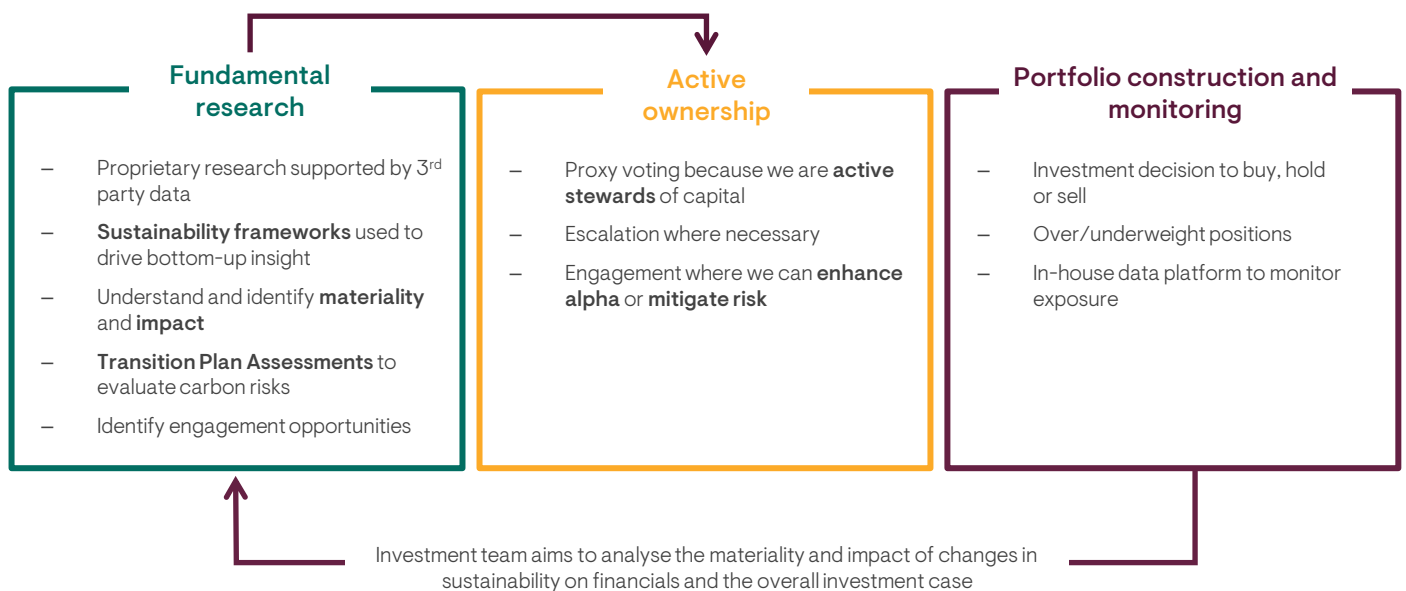 Fundamental
research
– Proprietary research supported by 3rd
party data
– Sustainability frameworks used to
drive bottom-up insight
– Understand and identify materiality
and impact
– Transition Plan Assessments to
evaluate carbon risks
– Identify engagement opportunities
Active
ownership
– Proxy voting because we are active
stewards of capital
– Escalation where necessary
– Engagement where we can enhance
alpha or mitigate risk
Portfolio construction and
monitoring
– Investment decision to buy, hold
or sell
– Over/underweight positions
– In-house data platform to monitor
exposure
Investment team aims to analyse the materiality and impact of changes in
sustainability on financials and the overall investment case